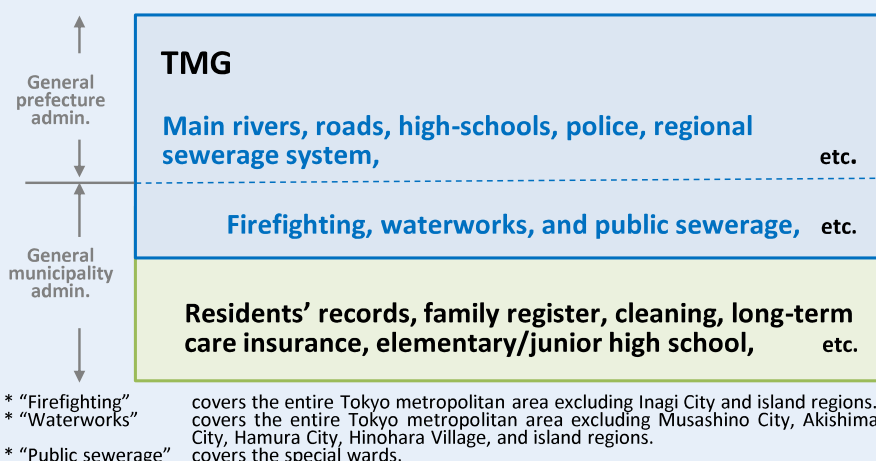 General
prefecture
admin.
TMG
Main rivers, roads, high-schools, police, regional
sewerage system, etc.
General
municipality
admin.
Firefighting, waterworks, and public sewerage, etc.
Residents’ records, family register, cleaning, long-term
care insurance, elementary/junior high school, etc.
* “Firefighting” covers the entire Tokyo metropolitan area excluding Inagi City and island regions.
* “Waterworks” covers the entire Tokyo metropolitan area excluding Musashino City, Akishima
City, Hamura City, Hinohara Village, and island regions.
* “Public sewerage” covers the special wards.